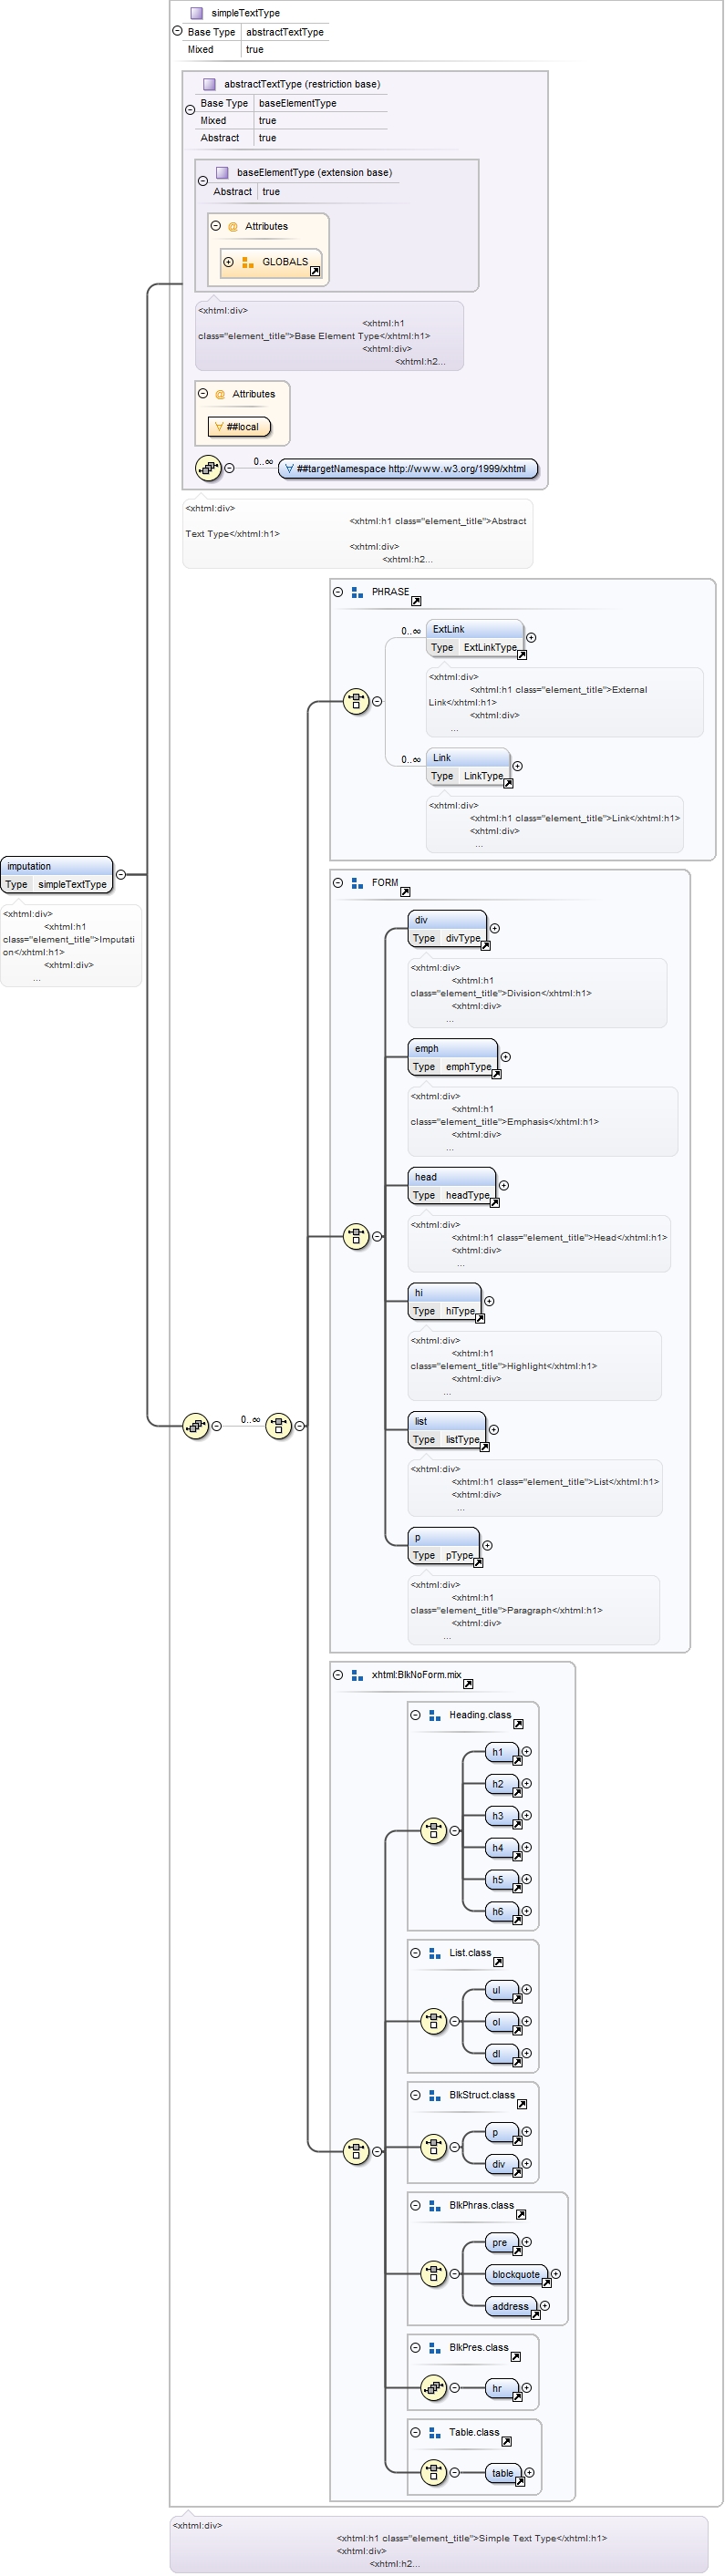 simpleTextType
Base Type abstractTextType
Mixed true
abstractTextType (restriction base)
Base Type baseElementType
Mixed true
Abstract true
baseElementType (extension base)
Abstract true
@ Attributes
GLOBALS
<xhtml:div>
<xhtml:h1
class="element_title">Base Element Type</xhtml:h1>
<xhtml:div>
<xhtml:h2...
@ Attributes
∀ ##local
0..∞ ∀ ##targetNamespace http://www.w3.org/1999/xhtml
<xhtml:div>
<xhtml:h1 class="element_title">Abstract
Text Type</xhtml:h1>
<xhtml:div>
<xhtml:h2...
PHRASE
0..∞ ExtLink
Type ExtLinkType
<xhtml:div>
<xhtml:h1 class="element_title">External
Link</xhtml:h1>
<xhtml:div>
...
0..∞ Link
Type LinkType
<xhtml:div>
<xhtml:h1 class="element_title">Link</xhtml:h1>
<xhtml:div>
...
imputation
Type simpleTextType
<xhtml:div>
<xhtml:h1
class="element_title">Imputati
on</xhtml:h1>
<xhtml:div>
...
FORM
div
Type divType
<xhtml:div>
<xhtml:h1
class="element_title">Division</xhtml:h1>
<xhtml:div>
...
emph
Type emphType
<xhtml:div>
<xhtml:h1
class="element_title">Emphasis</xhtml:h1>
<xhtml:div>
...
head
Type headType
<xhtml:div>
<xhtml:h1 class="element_title">Head</xhtml:h1>
<xhtml:div>
...
hi
Type hiType
<xhtml:div>
<xhtml:h1
class="element_title">Highlight</xhtml:h1>
<xhtml:div>
...
0..∞
list
Type listType
<xhtml:div>
<xhtml:h1 class="element_title">List</xhtml:h1>
<xhtml:div>
...
p
Type pType
<xhtml:div>
<xhtml:h1
class="element_title">Paragraph</xhtml:h1>
<xhtml:div>
...
xhtml:BlkNoForm.mix
Heading.class
h1
h2
h3
h4
h5
h6
List.class
ul
ol
dl
BlkStruct.class
p
div
BlkPhras.class
pre
blockquote
address
BlkPres.class
hr
Table.class
table
<xhtml:div>
<xhtml:h1 class="element_title">Simple Text Type</xhtml:h1>
<xhtml:div>
<xhtml:h2...